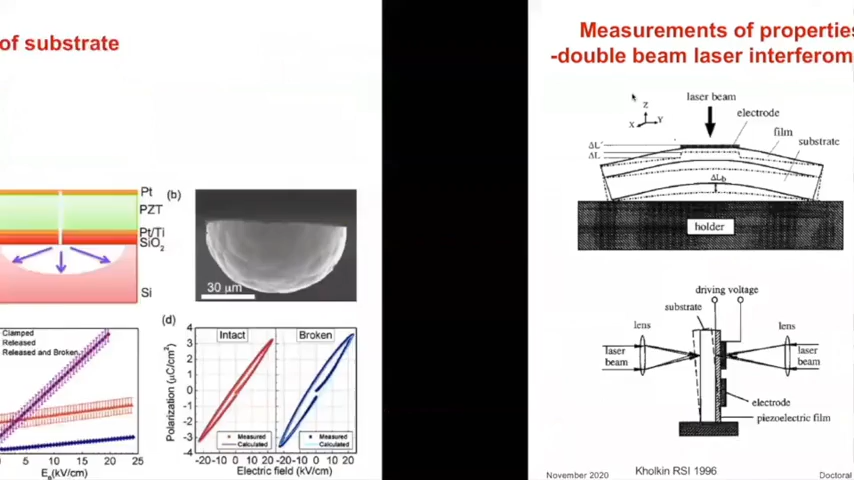 of substrate
Pt
PZT
Pt/Ti
SiO2
Si
(b)
30 μm
Clamped
Released
Released and Broken
5 10 15 20 25
Ea(kV/cm)
(d)
Intact
Broken
Polarization (μC/cm²)
4
3
2
1
0
-1
-2
-3
-4
Measured
Calculated
Measured
Calculated
-20 -10 0 10 20 -20 -10 0 10 20
Electric field (kV/cm)
Measurements of propertie
-double beam laser interferom
laser beam
Z
X
Y
electrode
film
substrate
ΔL'
ΔL
ΔLb
holder
driving voltage
substrate
lens
lens
laser
beam
laser
beam
electrode
piezoelectric film
November 2020
Kholkin RSI 1996
Doctoral